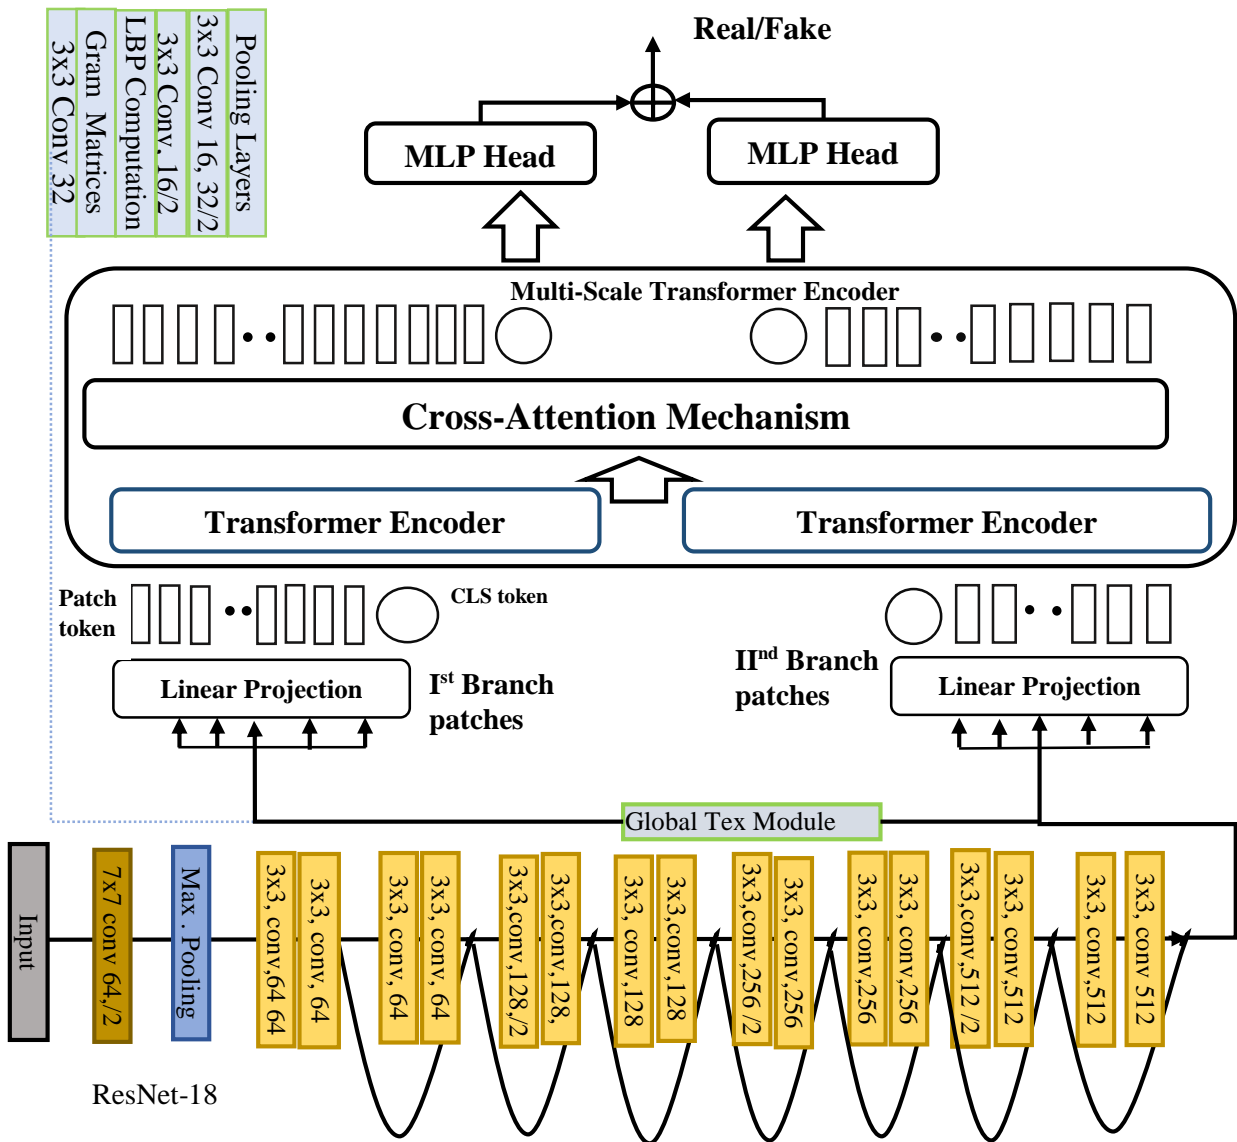 3x3 Conv, 32
Gram Matrices
LBP Computation
3x3 Conv. 16/2
3x3 Conv 16, 32/2
Pooling Layers
Real/Fake
MLP Head
MLP Head
Multi-Scale Transformer Encoder
Cross-Attention Mechanism
Transformer Encoder
Transformer Encoder
Patch
token
CLS token
Linear Projection
Ist Branch
patches
IInd Branch
patches
Linear Projection
Global Tex Module
Input
7x7 conv 64,/2
Max . Pooling
3x3, conv,64 64
3x3, conv, 64
3x3, conv, 64
3x3, conv, 64
3x3,conv,128,/2
3x3,conv,128,
3x3, conv,128
3x3,conv,128
3x3,conv,256 /2
3x3, conv,256
3x3, conv,256
3x3, conv,256
3x3,conv,512 /2
3x3, conv,512
3x3, conv,512
3x3, conv 512
ResNet-18